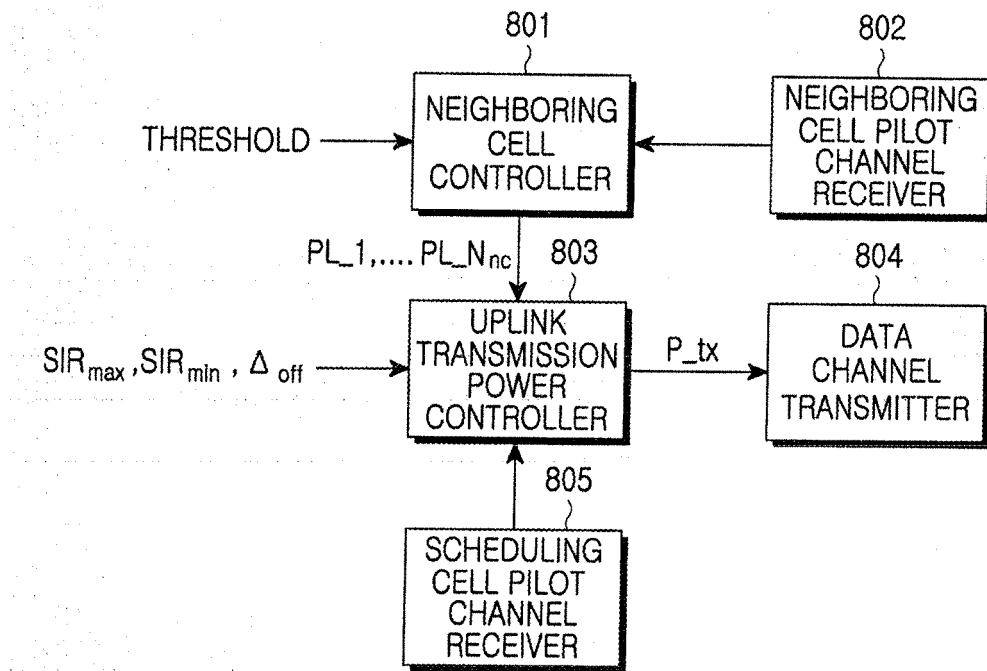 801
802
NEIGHBORING
CELL
CONTROLLER
NEIGHBORING
CELL PILOT
CHANNEL
RECEIVER
THRESHOLD
PL_1,.... PL_Nnc
803
804
UPLINK
TRANSMISSION
POWER
CONTROLLER
P_tx
DATA
CHANNEL
TRANSMITTER
SIRmax,SIRmin , Δ off
805
SCHEDULING
CELL PILOT
CHANNEL
RECEIVER